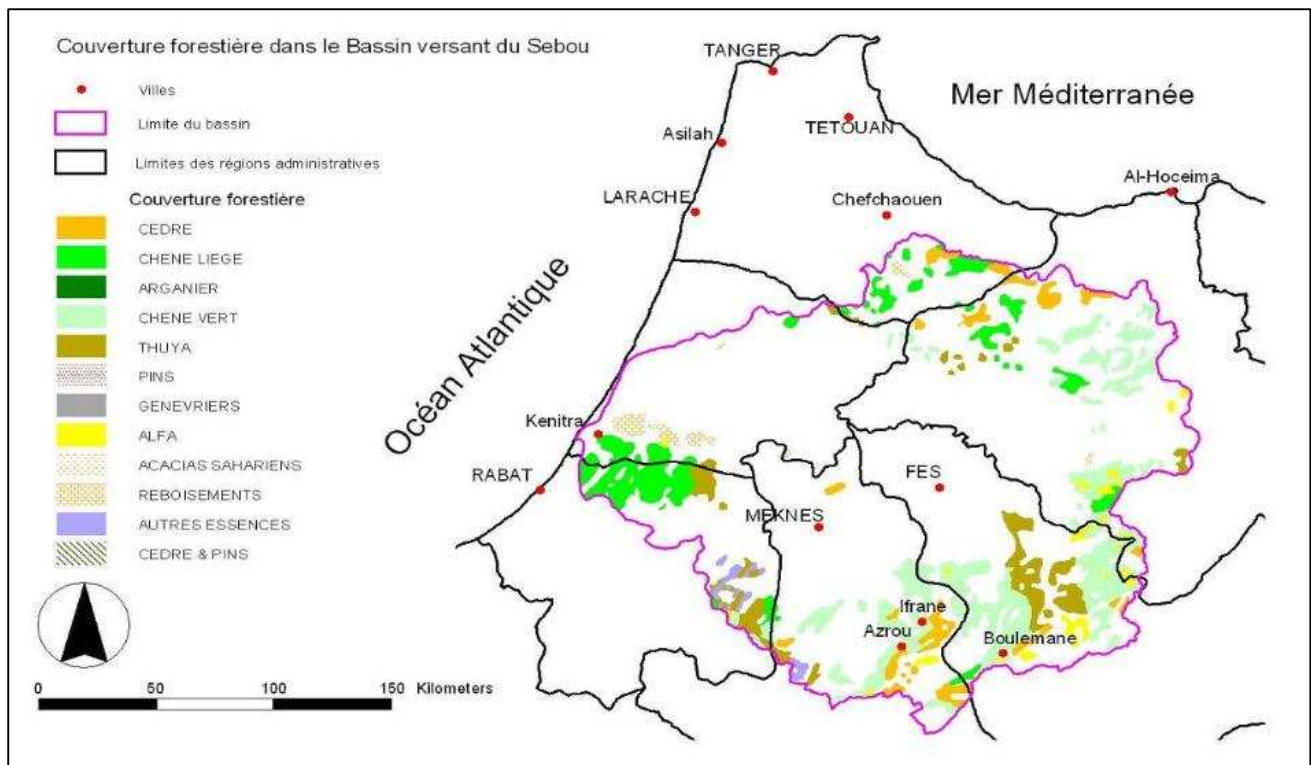 Couverture forestière dans le Bassin versant du Sebou
Villes
Limite du bassin
Limites des régions administratives
Couverture forestière
CEDRE
CHENE LIEGE
ARGANIER
CHENE VERT
THUYA
PINS
GENEVRIERS
ALFA
ACACIAS SAHARIENS
REBOISEMENTS
AUTRES ESSENCES
CEDRE & PINS
0 50 100 150 Kilometers
TANGER
Mer Méditerranée
TETOUAN
Asilah
Al-Hoceima
LARACHE
Chefchaouen
Océan Atlantique
Kenitra
RABAT
FES
MEKNES
Ifrane
Azrou
Boulemane